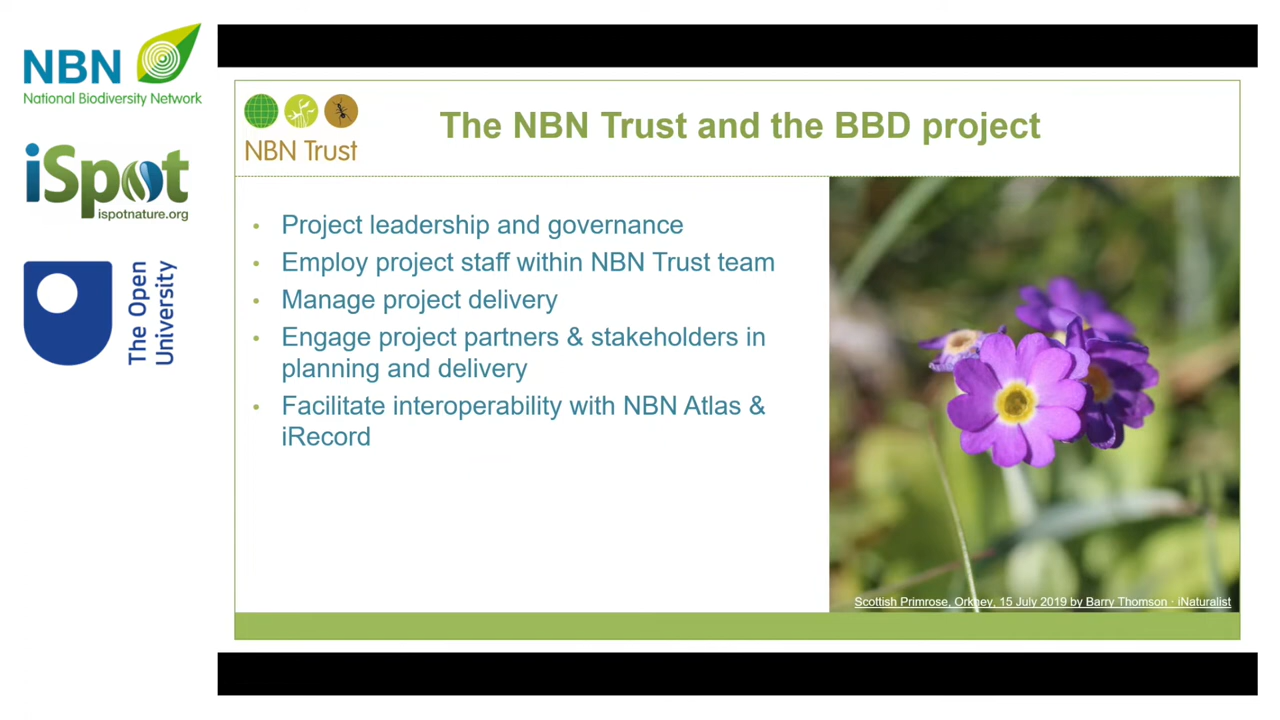 NBN
National Biodiversity Network
iSpot
ispotnature.org
The Open
University
NBN Trust
The NBN Trust and the BBD project
• Project leadership and governance
• Employ project staff within NBN Trust team
• Manage project delivery
• Engage project partners & stakeholders in
planning and delivery
• Facilitate interoperability with NBN Atlas &
iRecord
Scottish Primrose, Orkney, 15 July 2019 by Barry Thomson · iNaturalist